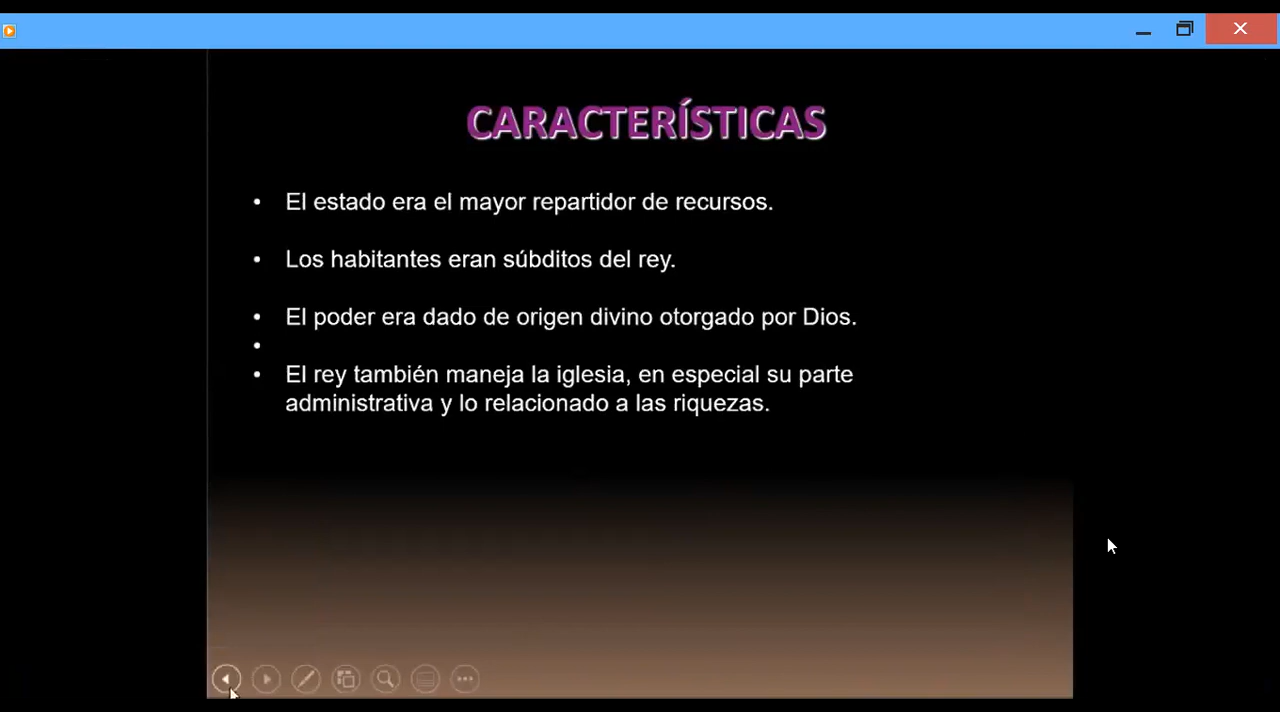 CARACTERÍSTICAS
• El estado era el mayor repartidor de recursos.
• Los habitantes eran súbditos del rey.
• El poder era dado de origen divino otorgado por Dios.
•
• El rey también maneja la iglesia, en especial su parte
administrativa y lo relacionado a las riquezas.